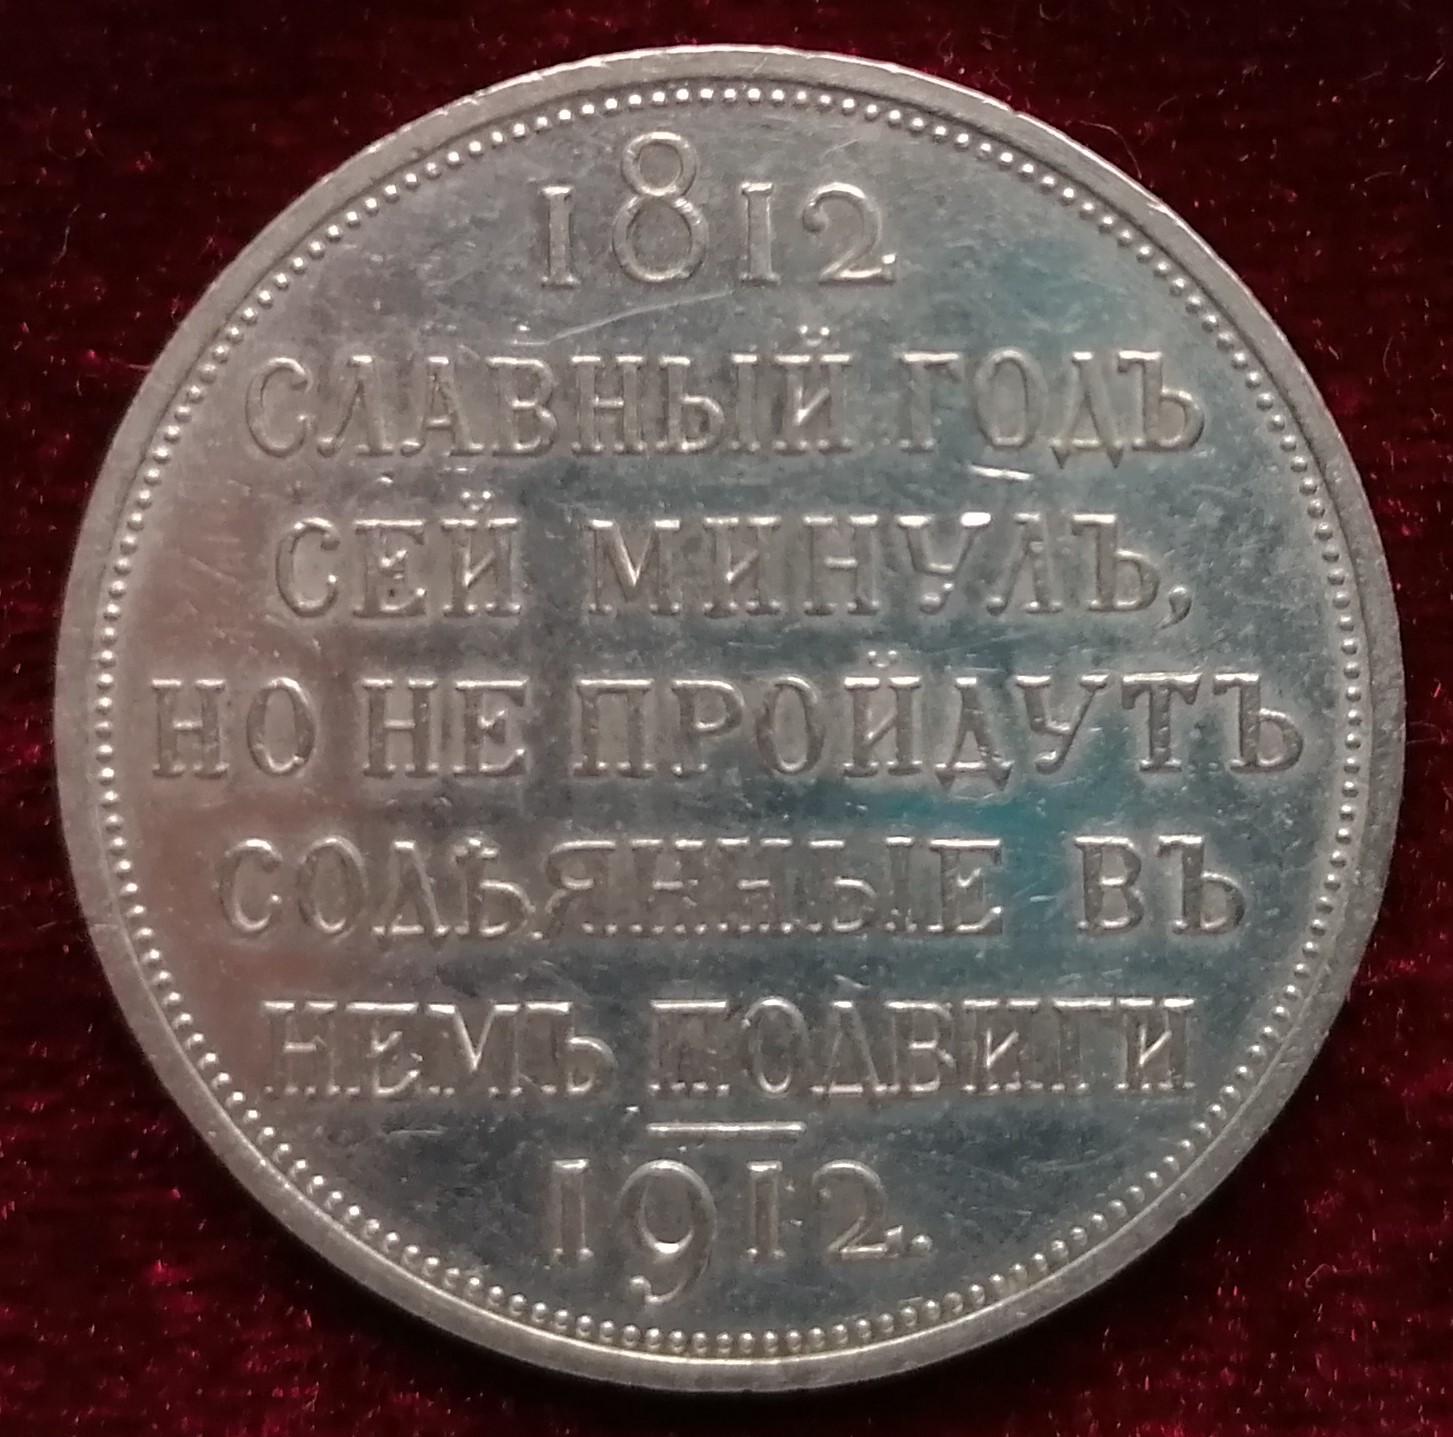 1812
СЛАВНЫЙ ГОДЪ
СЕЙ МИНУЛЪ,
НО НЕ ПРОЙДУТЪ
СОДѢЯННЫЕ ВЪ
НЕМЪ ПОДВИГИ
1912.